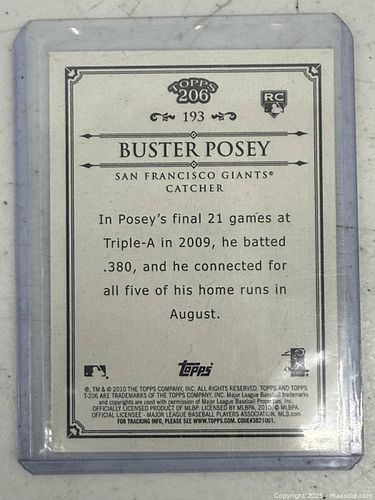 TOPPS
206
RC
193
BUSTER POSEY
SAN FRANCISCO GIANTS®
CATCHER
In Posey's final 21 games at
Triple-A in 2009, he batted
.380, and he connected for
all five of his home runs in
August.
Topps
®, TM & © 2010 THE TOPPS COMPANY, INC. ALL RIGHTS RESERVED. TOPPS AND TOPPS
T-206 ARE TRADEMARKS OF THE TOPPS COMPANY, INC. Major League Baseball trademarks
and copyrights are used with permission of Major League Baseball Properties, Inc.
OFFICIALLY LICENSED PRODUCT OF MLBP. LICENSED BY MLBPA, 2010. © MLBPA.
OFFICIAL LICENSEE - MAJOR LEAGUE BASEBALL PLAYERS ASSOCIATION. MLB.com
FOR TRACKING INFO, PLEASE SEE WWW.TOPPS.COM. CODE#3821001.
Copyright 2025 - maxsold.com